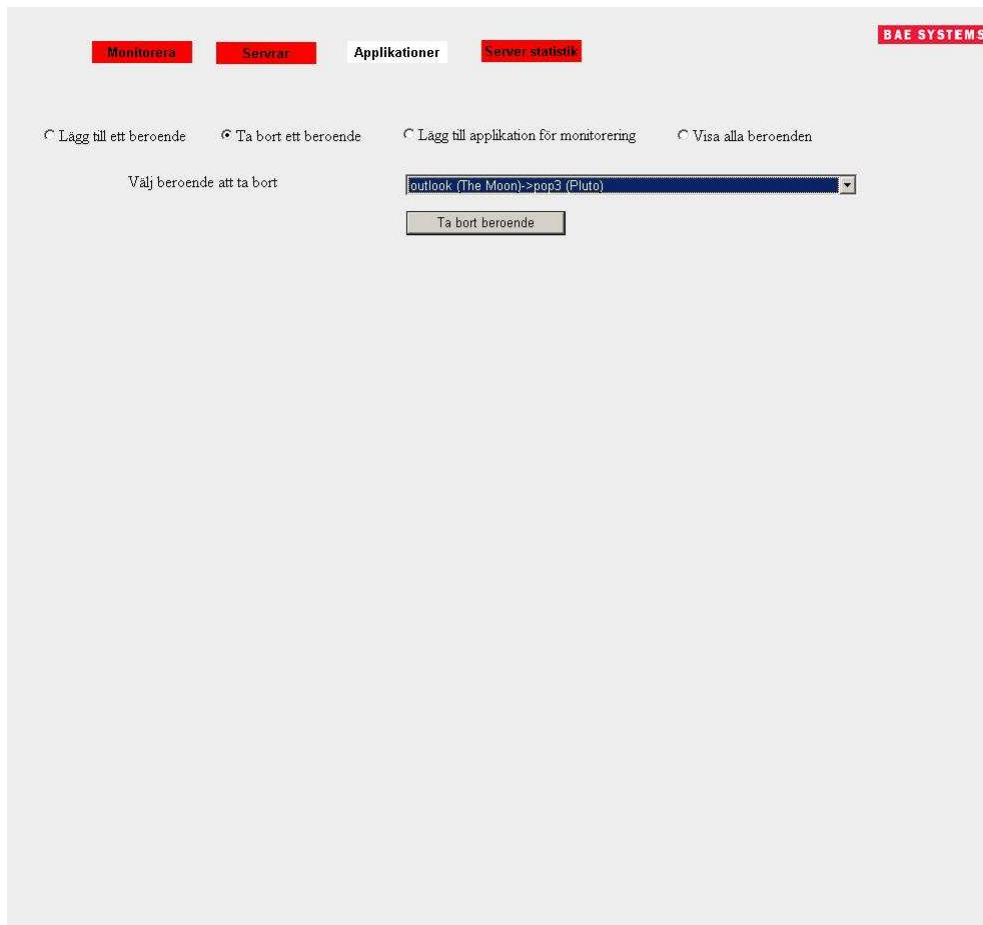 BAE SYSTEMS
Monitorera Servrar Applikationer Server statistik
Lägg till ett beroende Ta bort ett beroende Lägg till applikation för monitorering Visa alla beroenden
Välj beroende att ta bort outlook (The Moon)->pop3 (Pluto)
Ta bort beroende